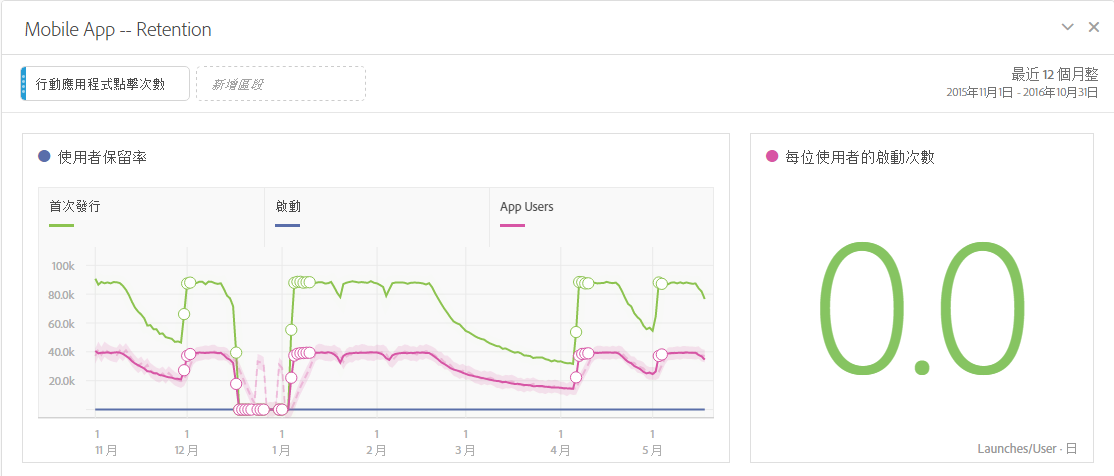 Mobile App -- Retention
行動應用程式點擊次數
新增區段
最近 12 個月整
2015年11月1日 - 2016年10月31日
使用者保留率
首次發行
啟動
App Users
100k
80.0k
60.0k
40.0k
20.0k
1 1 1 1 1 1 1
11月 12月 1月 2月 3月 4月 5月
每位使用者的啟動次數
0.0
Launches/User · 日